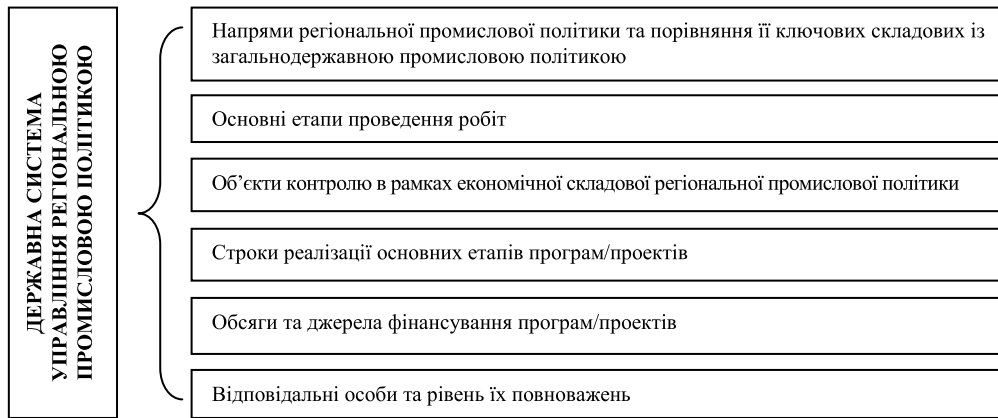 ДЕРЖАВНА СИСТЕМА
УПРАВЛІННЯ РЕГІОНАЛЬНОЮ
ПРОМИСЛОВОЮ ПОЛІТИКОЮ
Напрями регіональної промислової політики та порівняння її ключових складових із
загальнодержавною промисловою політикою
Основні етапи проведення робіт
Об’єкти контролю в рамках економічної складової регіональної промислової політики
Строки реалізації основних етапів програм/проектів
Обсяги та джерела фінансування програм/проектів
Відповідальні особи та рівень їх повноважень